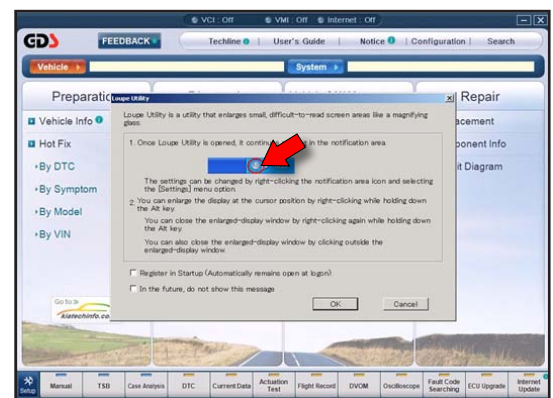 VCI : Off VMI : Off Internet : Off
GDS FEEDBACK Techline User's Guide Notice Configuration Search
Vehicle System
Preparatio Repair
Loupe Utility
Loupe Utility is a utility that enlarges small, difficult-to-read screen areas like a magnifying
glass.
1. Once Loupe Utility is opened, it in the notification area
The settings can be changed by right-clicking the notification area icon and selecting
the [Settings] menu option.
2. You can enlarge the display at the cursor position by right-clicking while holding down
the Alt key.
You can close the enlarged-display window by right-clicking again while holding down
the Alt key.
You can also close the enlarged-display window by clicking outside the
enlarged-display window.
Register in Startup (Automatically remains open at logon)
In the future, do not show this message
OK Cancel
Vehicle Info
Hot Fix
By DTC
By Symptom
By Model
By VIN
acement
ponent Info
it Diagram
Go to
kiatechinfo.co
Setup Manual TSB Case Analysis DTC Current Data Actuation Test Flight Record DVOM Oscilloscope Fault Code Searching ECU Upgrade Internet Update